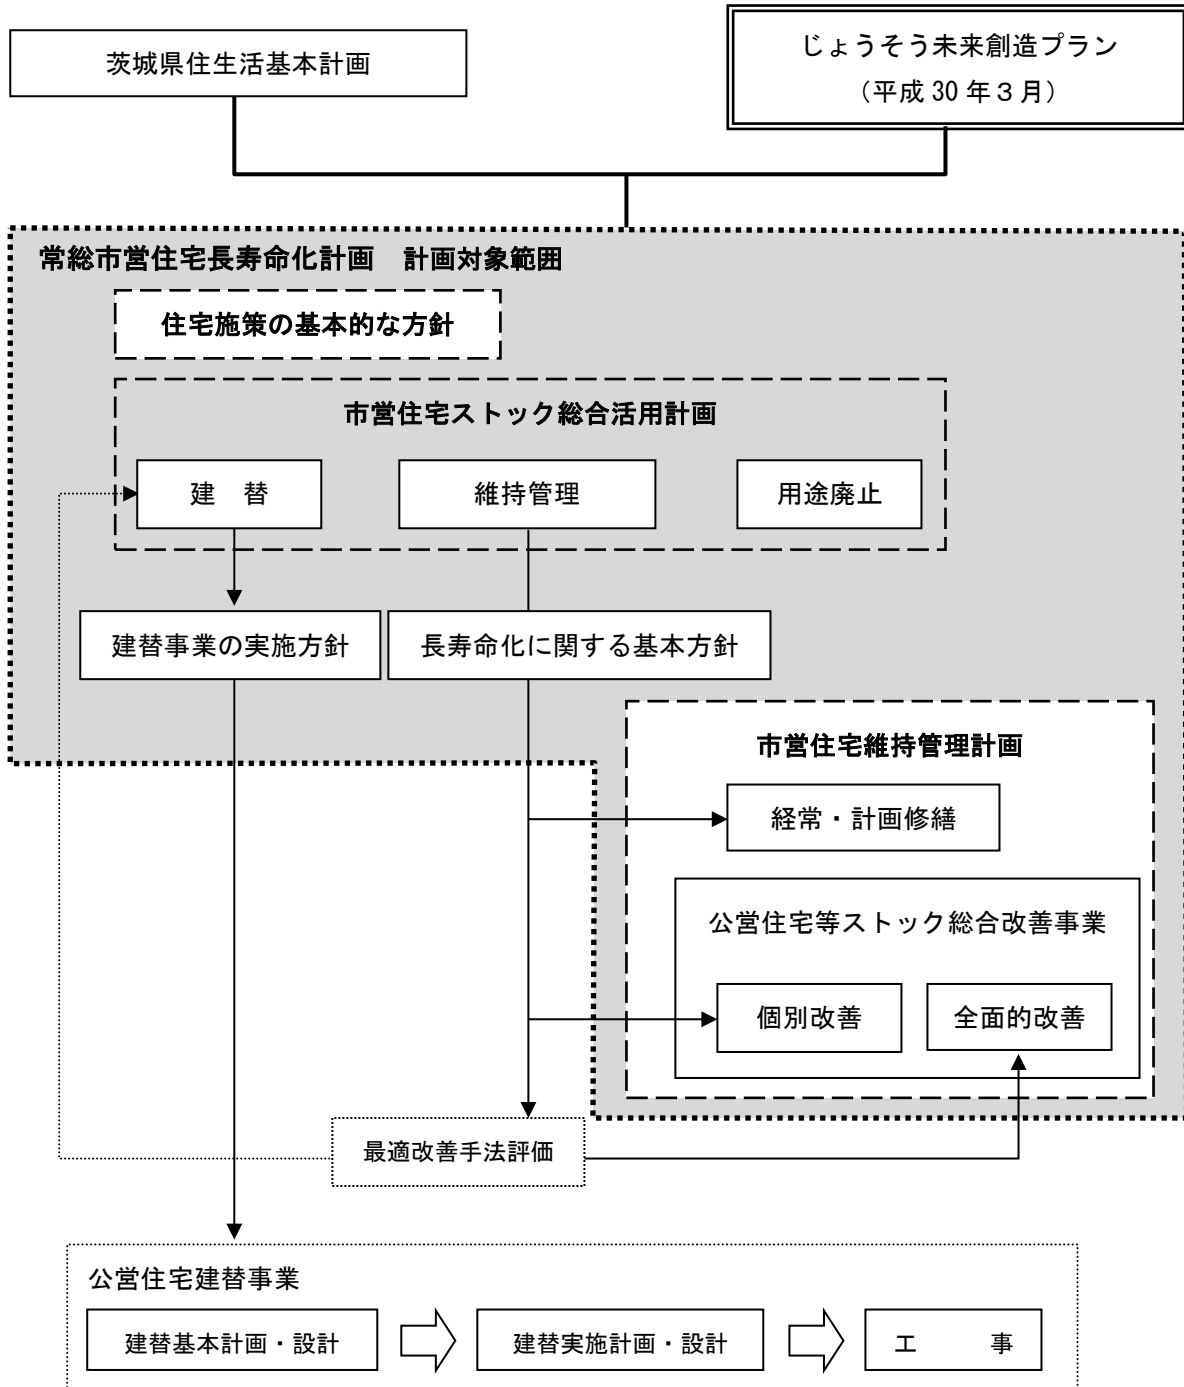 茨城県住生活基本計画
じょうそう未来創造プラン
（平成 30 年３月）
常総市営住宅長寿命化計画　計画対象範囲
住宅施策の基本的な方針
市営住宅ストック総合活用計画
建　替
維持管理
用途廃止
建替事業の実施方針
長寿命化に関する基本方針
市営住宅維持管理計画
経常・計画修繕
公営住宅等ストック総合改善事業
個別改善
全面的改善
最適改善手法評価
公営住宅建替事業
建替基本計画・設計
建替実施計画・設計
工　　　事